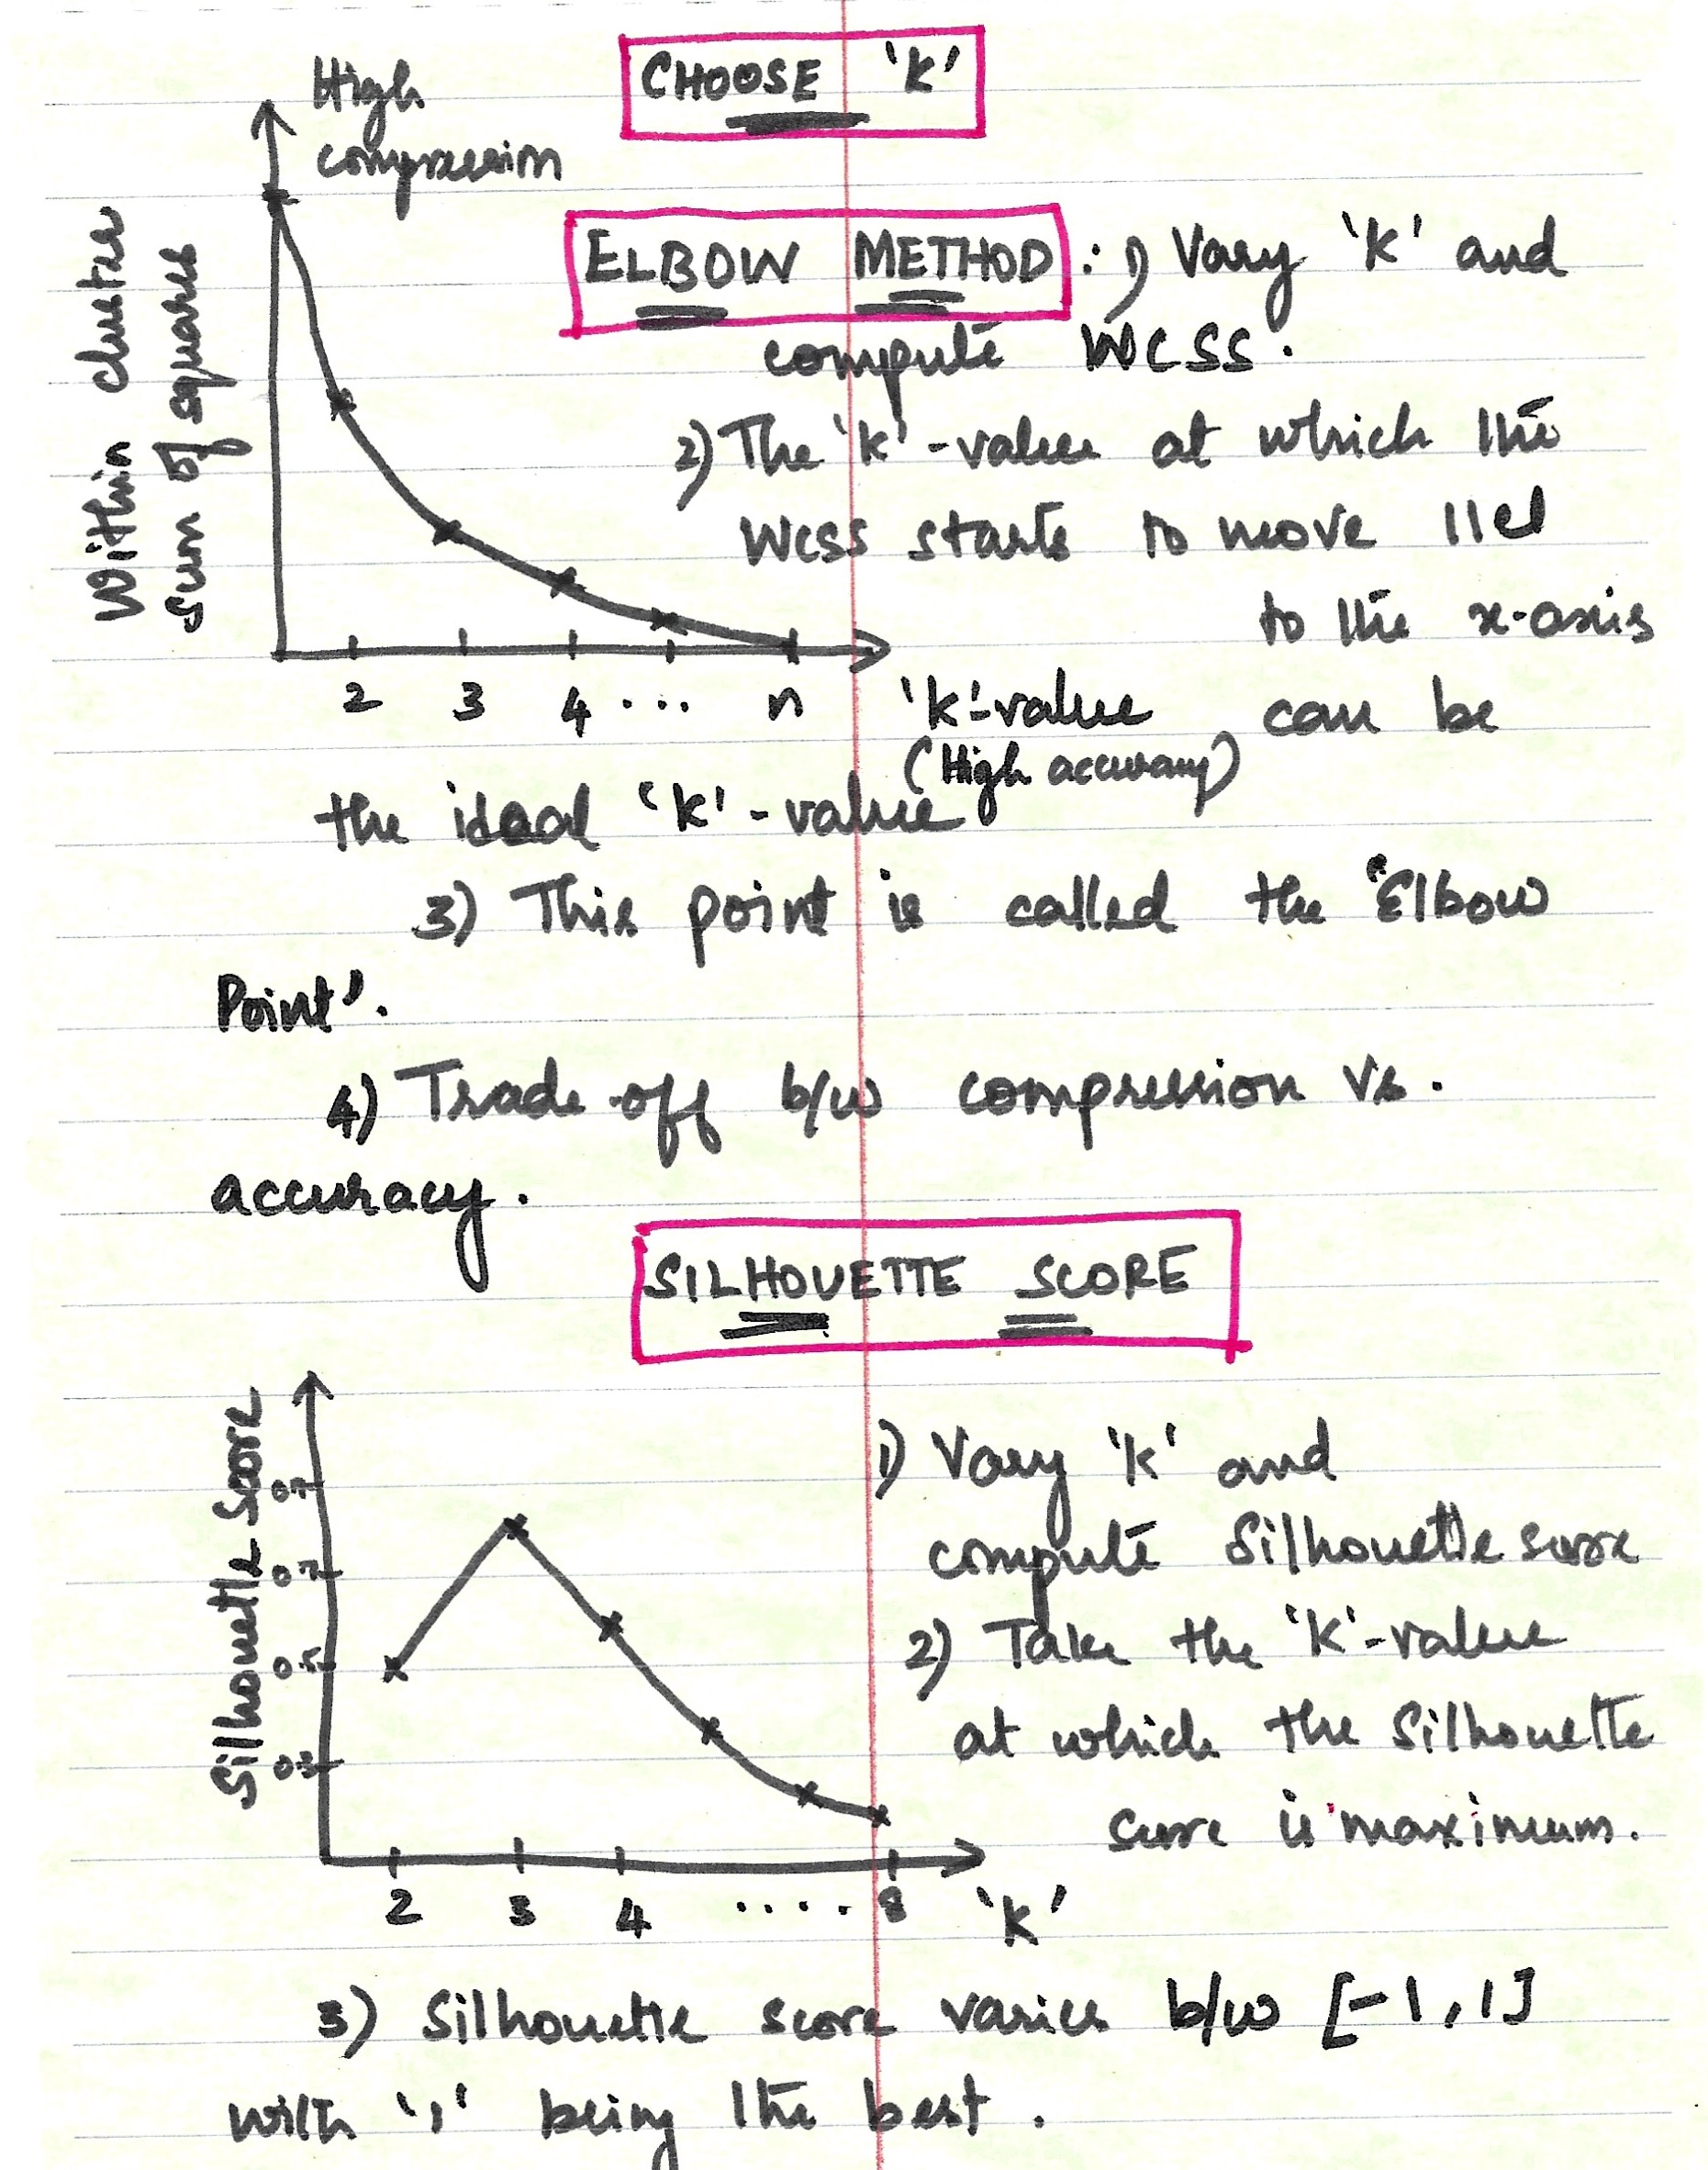 CHOOSE 'K'
High
compression
Within cluster
sum of squares
ELBOW METHOD : 1) Vary 'K' and
compute WCSS.
2) The 'K'-value at which the
WCSS starts to move ||el
to the x-axis
2 3 4 ... n 'K'-value can be
(High accuracy)
the ideal 'K'-value
3) This point is called the 'Elbow
Point'.
4) Trade-off b/w compression vs.
accuracy.
SILHOUETTE SCORE
Silhouette Score
0.7
0.5
0.3
1) Vary 'K' and
compute Silhouette score
2) Take the 'K'-value
at which the Silhouette
score is maximum.
2 3 4 .... 8 'K'
3) Silhouette score varies b/w [-1,1]
with '1' being the best.